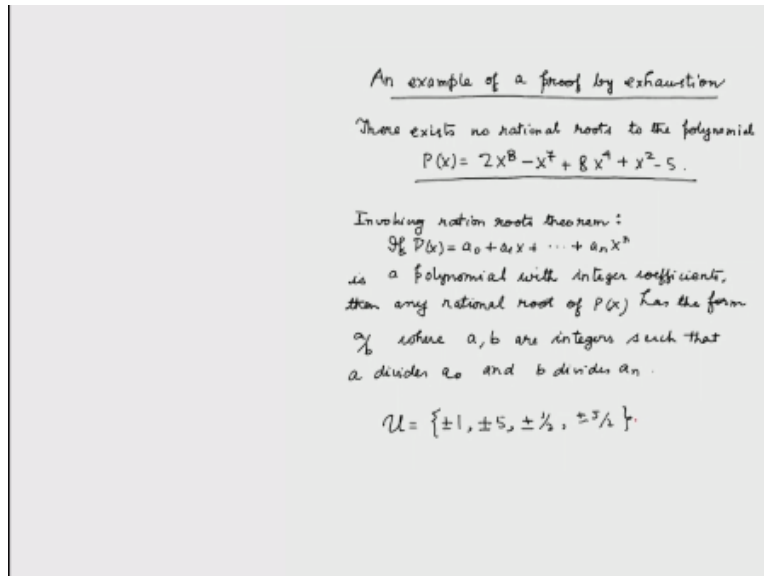 An example of a proof by exhaustion
There exists no rational roots to the polynomial
P(x) = 2x⁸ - x⁷ + 8x⁴ + x² - 5.
Invoking ration roots theorem :
If P(x) = a₀ + a₁x + ··· + aₙxⁿ
is a polynomial with integer coefficients,
then any rational root of P(x) has the form
a/b where a, b are integers such that
a divides a₀ and b divides aₙ.
U = {±1, ±5, ±1/2, ±5/2}.